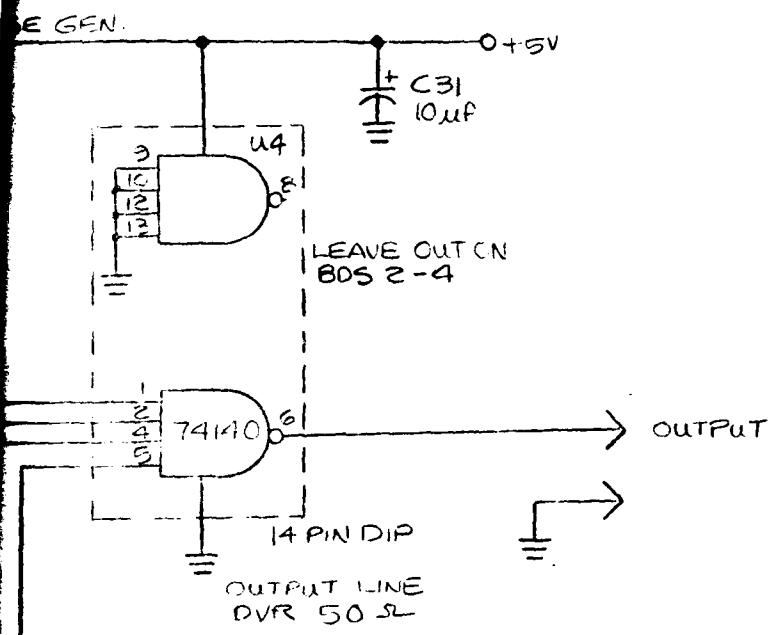 E GEN.
+5V
+
C31
10µf
U4
9
10
12
13
8
LEAVE OUT ON
BDS 2-4
1
2
4
5
74140
6
OUTPUT
14 PIN DIP
OUTPUT LINE
DVR 50 Ω